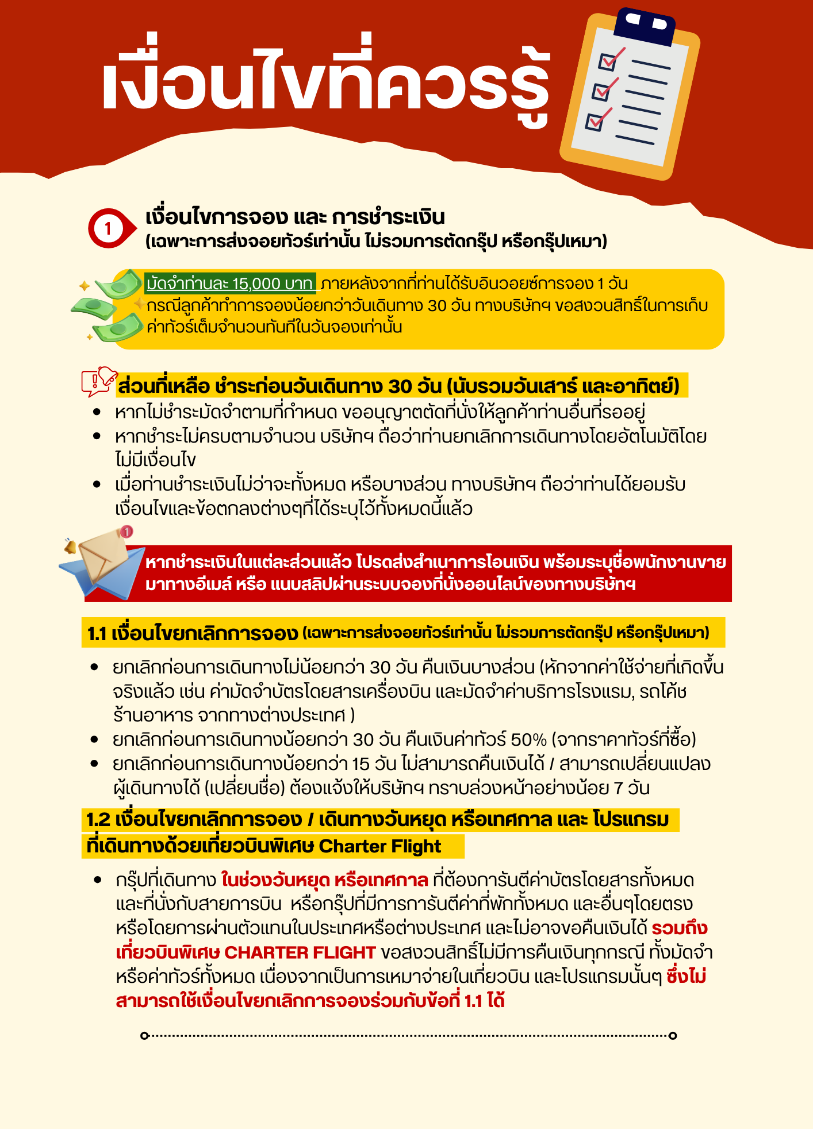 เงื่อนไขที่ควรรู้
1
เงื่อนไขการจอง และ การชำระเงิน
(เฉพาะการส่งจอยทัวร์เท่านั้น ไม่รวมการตัดกรุ๊ป หรือกรุ๊ปเหมา)
มัดจำท่านละ 15,000 บาท ภายหลังจากที่ท่านได้รับอินวอยซ์การจอง 1 วัน
กรณีลูกค้าทำการจองน้อยกว่าวันเดินทาง 30 วัน ทางบริษัทฯ ขอสงวนสิทธิ์ในการเก็บ
ค่าทัวร์เต็มจำนวนทันทีในวันจองเท่านั้น
ส่วนที่เหลือ ชำระก่อนวันเดินทาง 30 วัน (นับรวมวันเสาร์ และอาทิตย์)
• หากไม่ชำระมัดจำตามที่กำหนด ขออนุญาตตัดที่นั่งให้ลูกค้าท่านอื่นที่รออยู่
• หากชำระไม่ครบตามจำนวน บริษัทฯ ถือว่าท่านยกเลิกการเดินทางโดยอัตโนมัติโดย
ไม่มีเงื่อนไข
• เมื่อท่านชำระเงินไม่ว่าจะทั้งหมด หรือบางส่วน ทางบริษัทฯ ถือว่าท่านได้ยอมรับ
เงื่อนไขและข้อตกลงต่างๆที่ได้ระบุไว้ทั้งหมดนี้แล้ว
1
หากชำระเงินในแต่ละส่วนแล้ว โปรดส่งสำเนาการโอนเงิน พร้อมระบุชื่อพนักงานขาย
มาทางอีเมล์ หรือ แนบสลิปผ่านระบบจองที่นั่งออนไลน์ของทางบริษัทฯ
1.1 เงื่อนไขยกเลิกการจอง (เฉพาะการส่งจอยทัวร์เท่านั้น ไม่รวมการตัดกรุ๊ป หรือกรุ๊ปเหมา)
• ยกเลิกก่อนการเดินทางไม่น้อยกว่า 30 วัน คืนเงินบางส่วน (หักจากค่าใช้จ่ายที่เกิดขึ้น
จริงแล้ว เช่น ค่ามัดจำบัตรโดยสารเครื่องบิน และมัดจำค่าบริการโรงแรม, รถโค้ช
ร้านอาหาร จากทางต่างประเทศ )
• ยกเลิกก่อนการเดินทางน้อยกว่า 30 วัน คืนเงินค่าทัวร์ 50% (จากราคาทัวร์ที่ซื้อ)
• ยกเลิกก่อนการเดินทางน้อยกว่า 15 วัน ไม่สามารถคืนเงินได้ / สามารถเปลี่ยนแปลง
ผู้เดินทางได้ (เปลี่ยนชื่อ) ต้องแจ้งให้บริษัทฯ ทราบล่วงหน้าอย่างน้อย 7 วัน
1.2 เงื่อนไขยกเลิกการจอง / เดินทางวันหยุด หรือเทศกาล และ โปรแกรม
ที่เดินทางด้วยเที่ยวบินพิเศษ Charter Flight
• กรุ๊ปที่เดินทาง ในช่วงวันหยุด หรือเทศกาล ที่ต้องการันตีค่าบัตรโดยสารทั้งหมด
และที่นั่งกับสายการบิน หรือกรุ๊ปที่มีการการันตีค่าที่พักทั้งหมด และอื่นๆโดยตรง
หรือโดยการผ่านตัวแทนในประเทศหรือต่างประเทศ และไม่อาจขอคืนเงินได้ รวมถึง
เที่ยวบินพิเศษ CHARTER FLIGHT ขอสงวนสิทธิ์ไม่มีการคืนเงินทุกกรณี ทั้งมัดจำ
หรือค่าทัวร์ทั้งหมด เนื่องจากเป็นการเหมาจ่ายในเที่ยวบิน และโปรแกรมนั้นๆ ซึ่งไม่
สามารถใช้เงื่อนไขยกเลิกการจองร่วมกับข้อที่ 1.1 ได้